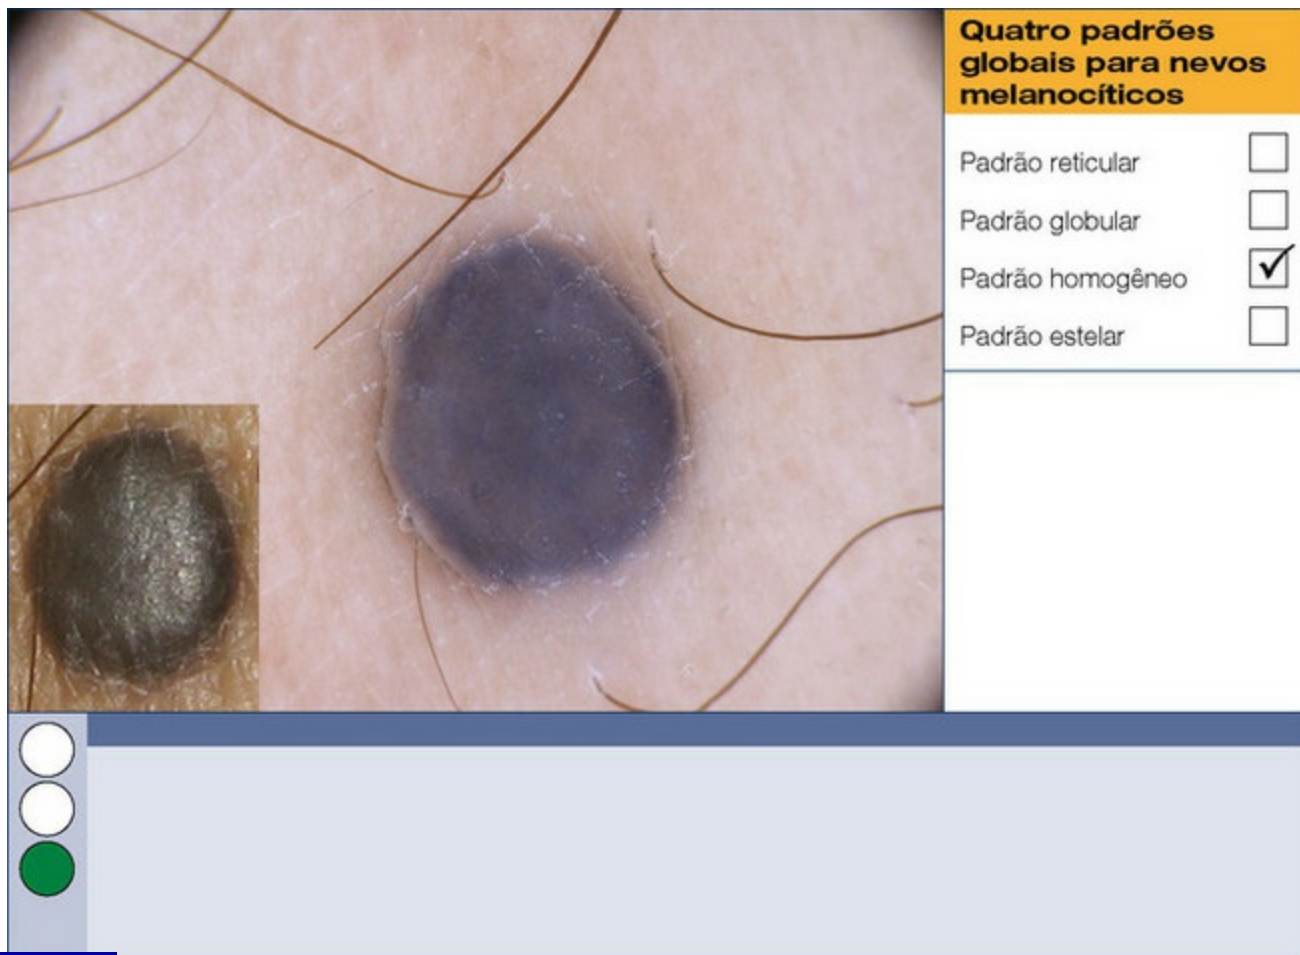 Quatro padrões
globais para nevos
melanocíticos
Padrão reticular
Padrão globular
Padrão homogêneo
Padrão estelar